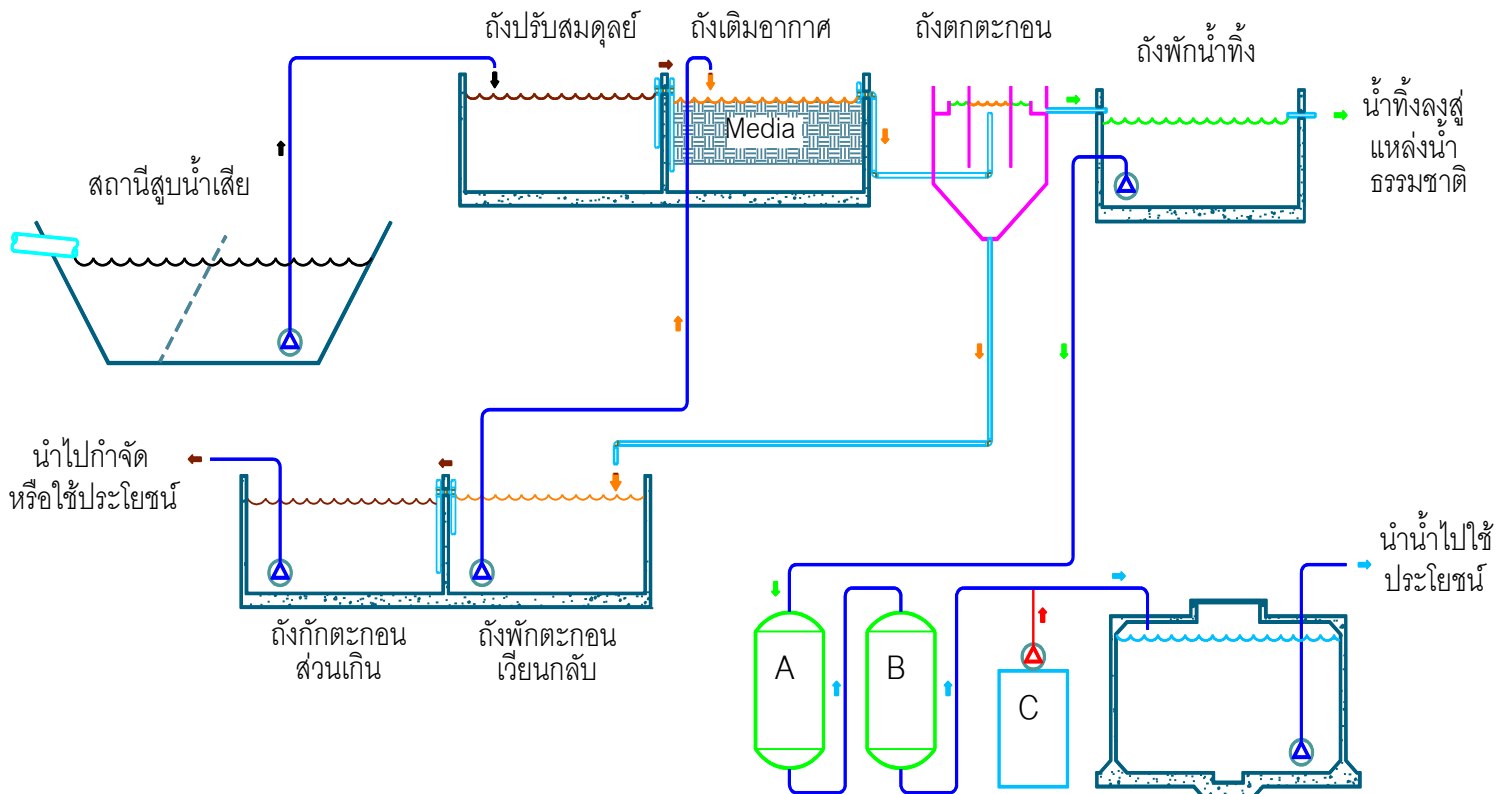 ถังปรับสมดุลย์
ถังเติมอากาศ
ถังตกตะกอน
ถังพักน้ำทิ้ง
น้ำทิ้งลงสู่
แหล่งน้ำ
ธรรมชาติ
Media
สถานีสูบน้ำเสีย
นำไปกำจัด
หรือใช้ประโยชน์
ถังกักตะกอน
ส่วนเกิน
ถังพักตะกอน
เวียนกลับ
A
B
C
นำน้ำไปใช้
ประโยชน์